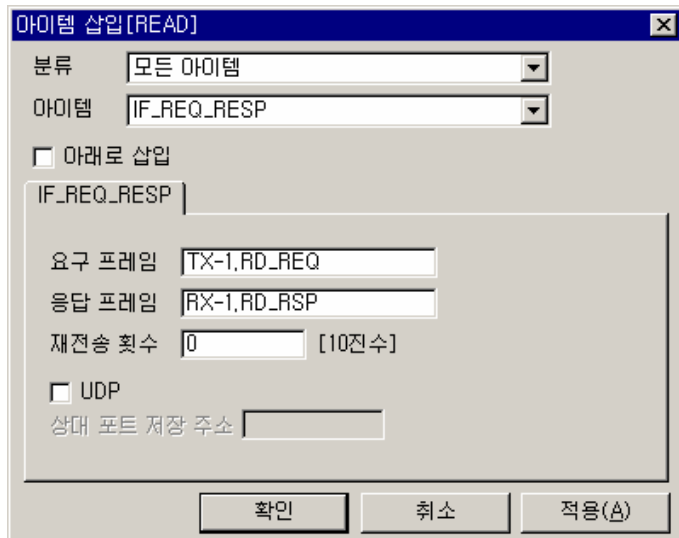 아이템 삽입[READ]
분류 모든 아이템
아이템 IF_REQ_RESP
아래로 삽입
IF_REQ_RESP
요구 프레임 TX-1,RD_REQ
응답 프레임 RX-1,RD_RSP
재전송 횟수 0 [10진수]
UDP
상대 포트 저장 주소
확인 취소 적용(A)